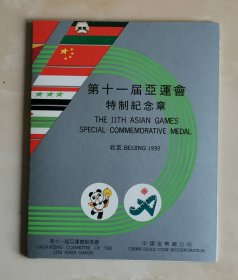 第十一届亞運會
特制紀念章
THE 11TH ASIAN GAMES
SPECIAL COMMEMORATIVE MEDAL
北京 BEIJING 1990
第十一届亞運會組委會
ORGANIZING COMMITTEE OF THE
11TH ASIAN GAMES
中國金幣總公司
CHINA GOLD COIN INCORPORATION